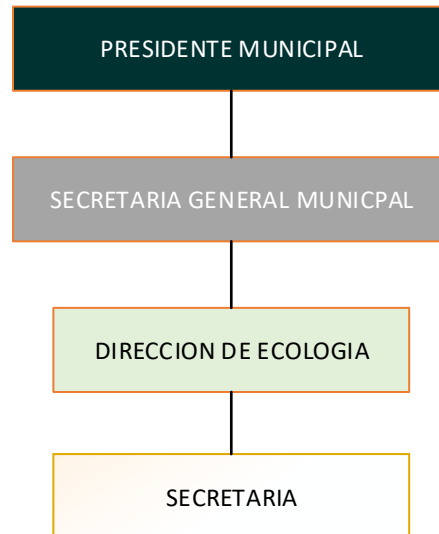 PRESIDENTE MUNICIPAL
SECRETARIA GENERAL MUNICPAL
DIRECCION DE ECOLOGIA
SECRETARIA